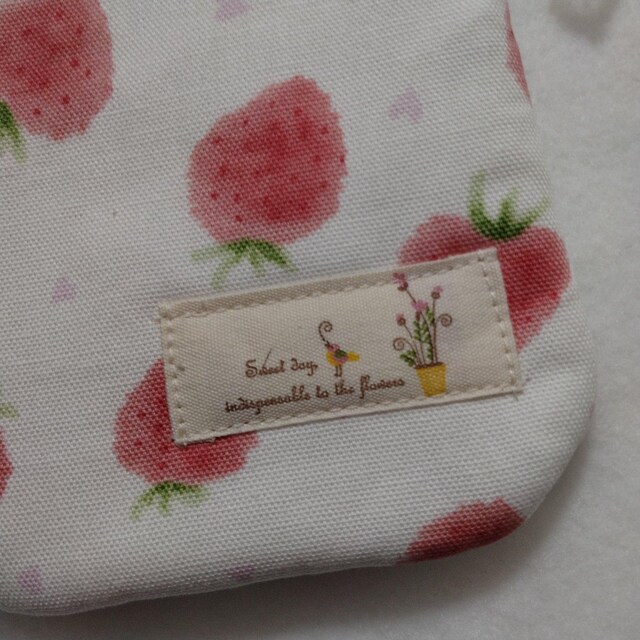 Sweet day,
indispensable to the flowers